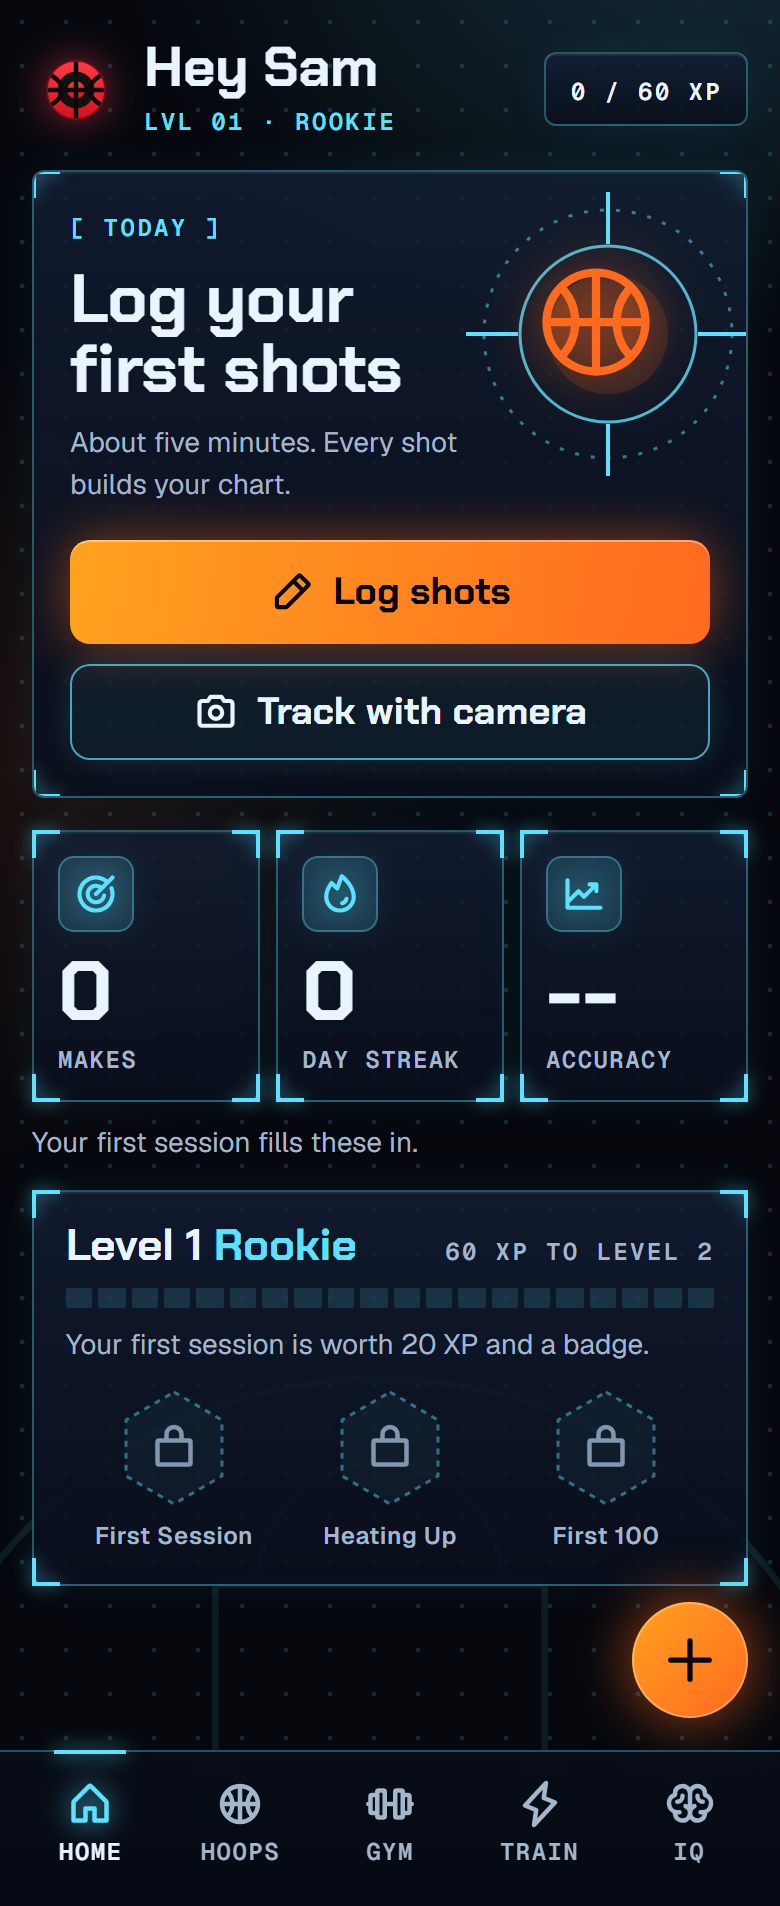 Hey Sam
LVL 01 · ROOKIE
0 / 60 XP
[ TODAY ]
Log your
first shots
About five minutes. Every shot
builds your chart.
Log shots
Track with camera
0
MAKES
0
DAY STREAK
--
ACCURACY
Your first session fills these in.
Level 1 Rookie
60 XP TO LEVEL 2
Your first session is worth 20 XP and a badge.
First Session
Heating Up
First 100
HOME
HOOPS
GYM
TRAIN
IQ